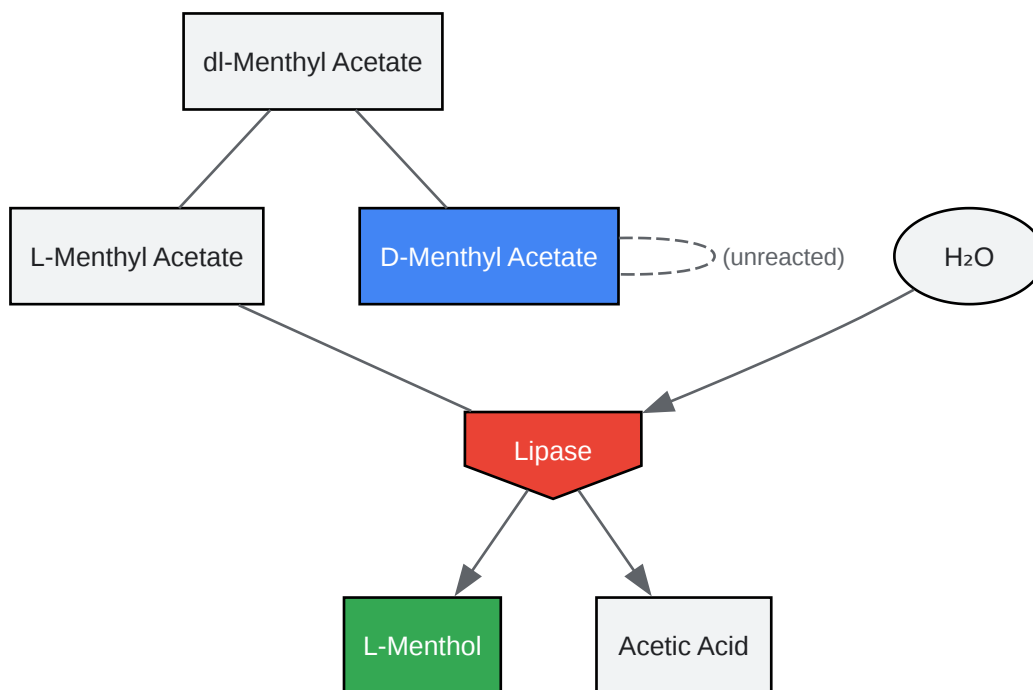 dl-Menthyl Acetate
L-Menthyl Acetate
D-Menthyl Acetate
(unreacted)
H₂O
Lipase
L-Menthol
Acetic Acid